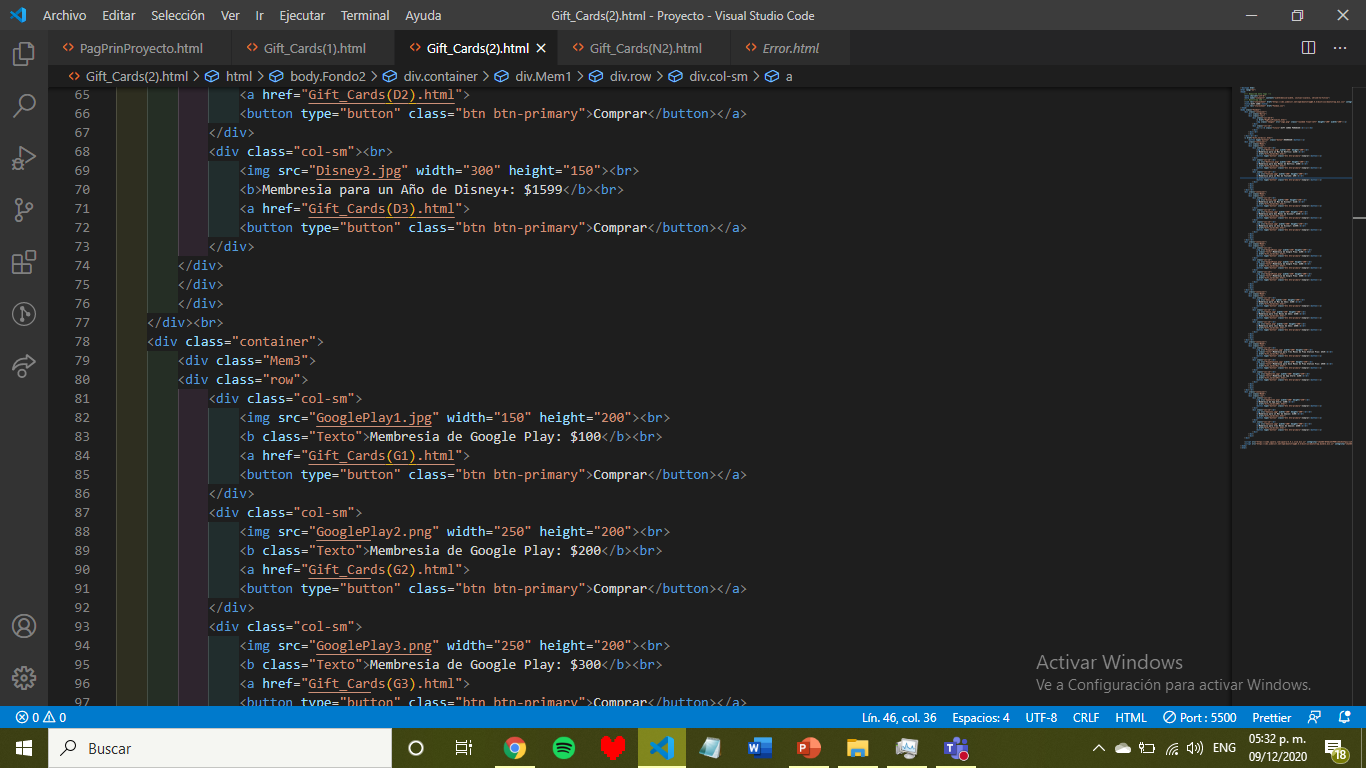 Archivo Editar Selección Ver Ir Ejecutar Terminal Ayuda Gift_Cards(2).html - Proyecto - Visual Studio Code
PagPrinProyecto.html Gift_Cards(1).html Gift_Cards(2).html Gift_Cards(N2).html Error.html
Gift_Cards(2).html > html > body.Fondo2 > div.container > div.Mem1 > div.row > div.col-sm > a
65 <a href="Gift_Cards(D2).html">
66 <button type="button" class="btn btn-primary">Comprar</button></a>
67 </div>
68 <div class="col-sm"><br>
69 <img src="Disney3.jpg" width="300" height="150"><br>
70 <b>Membresia para un Año de Disney+: $1599</b><br>
71 <a href="Gift_Cards(D3).html">
72 <button type="button" class="btn btn-primary">Comprar</button></a>
73 </div>
74 </div>
75 </div>
76 </div>
77 </div><br>
78 <div class="container">
79 <div class="Mem3">
80 <div class="row">
81 <div class="col-sm">
82 <img src="GooglePlay1.jpg" width="150" height="200"><br>
83 <b class="Texto">Membresia de Google Play: $100</b><br>
84 <a href="Gift_Cards(G1).html">
85 <button type="button" class="btn btn-primary">Comprar</button></a>
86 </div>
87 <div class="col-sm">
88 <img src="GooglePlay2.png" width="250" height="200"><br>
89 <b class="Texto">Membresia de Google Play: $200</b><br>
90 <a href="Gift_Cards(G2).html">
91 <button type="button" class="btn btn-primary">Comprar</button></a>
92 </div>
93 <div class="col-sm">
94 <img src="GooglePlay3.png" width="250" height="200"><br>
95 <b class="Texto">Membresia de Google Play: $300</b><br>
96 <a href="Gift_Cards(G3).html">
97 <button type="button" class="btn btn-primary">Comprar</button></a>
Activar Windows
Ve a Configuración para activar Windows.
0 0 Lín. 46, col. 36 Espacios: 4 UTF-8 CRLF HTML Port : 5500 Prettier
Buscar
ENG
05:32 p. m.
09/12/2020
18